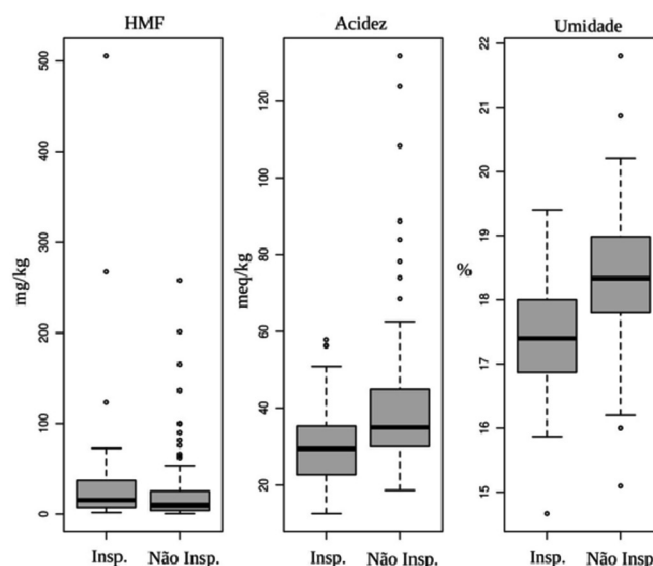 HMF
500
400
300
200
100
0
mg/kg
Insp. Não Insp.
Acidez
120
100
80
60
40
20
meq/kg
Insp. Não Insp.
Umidade
22
21
20
19
18
17
16
15
%
Insp. Não Insp.